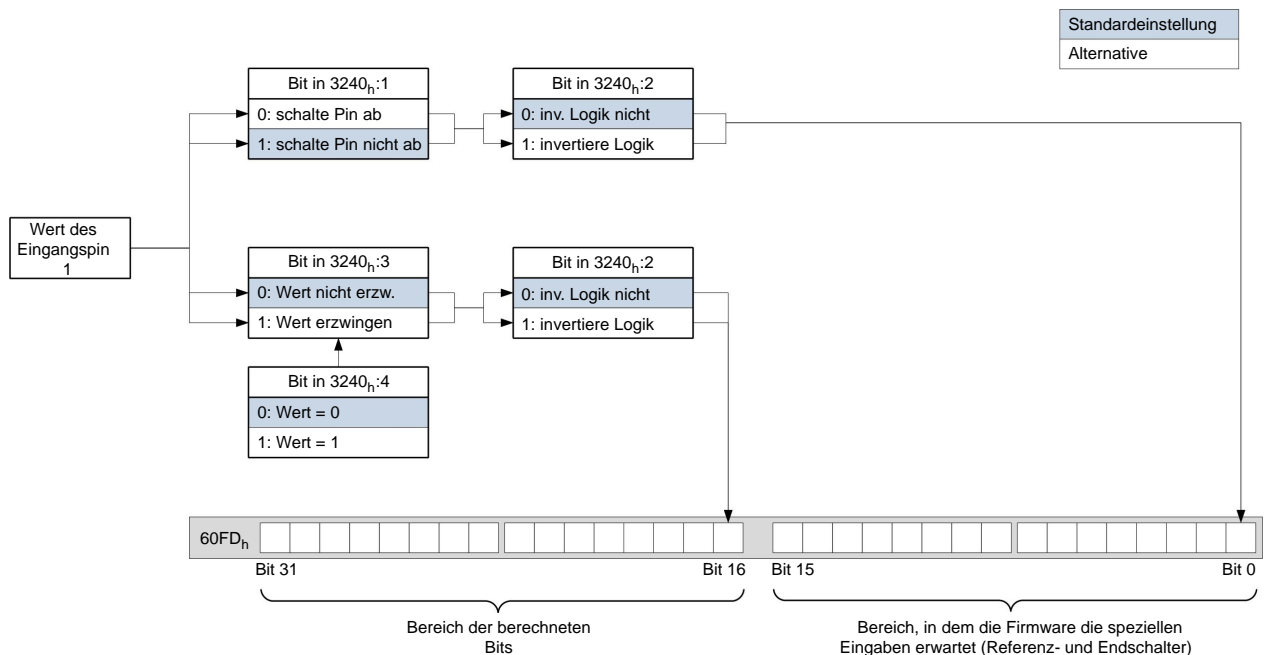 Standardeinstellung
Alternative
Bit in 3240h:1
0: schalte Pin ab
1: schalte Pin nicht ab
Bit in 3240h:2
0: inv. Logik nicht
1: invertiere Logik
Wert des
Eingangspin
1
Bit in 3240h:3
0: Wert nicht erzw.
1: Wert erzwingen
Bit in 3240h:2
0: inv. Logik nicht
1: invertiere Logik
Bit in 3240h:4
0: Wert = 0
1: Wert = 1
60FDh
Bit 31
Bit 16
Bit 15
Bit 0
Bereich der berechneten
Bits
Bereich, in dem die Firmware die speziellen
Eingaben erwartet (Referenz- und Endschalter)